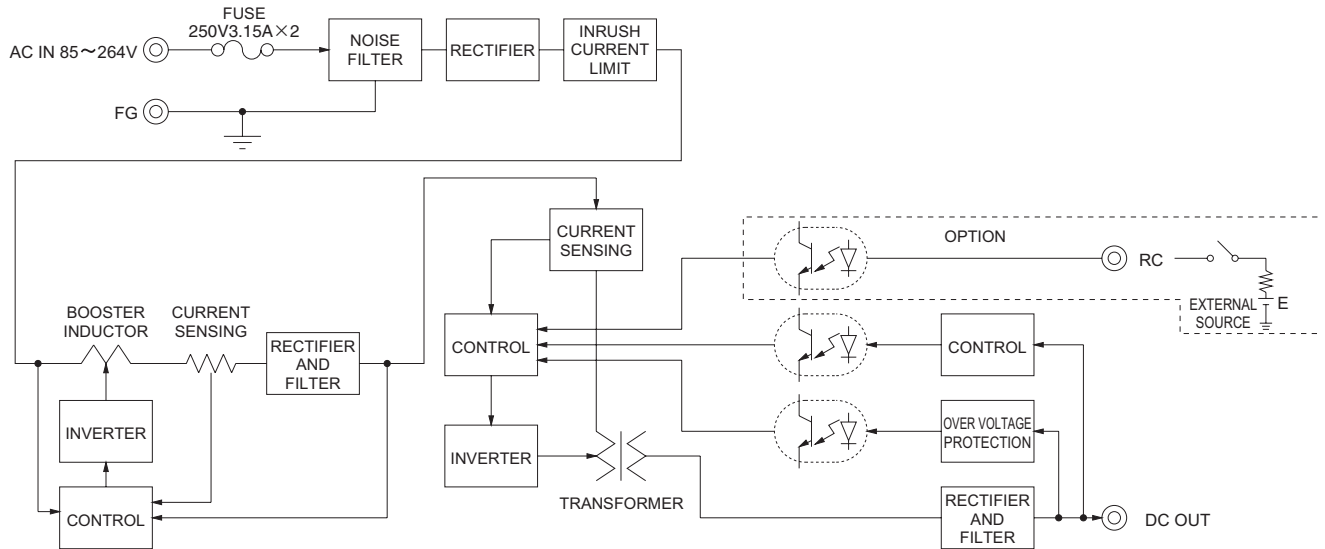 FUSE
250V3.15A×2
AC IN 85～264V
NOISE
FILTER
RECTIFIER
INRUSH
CURRENT
LIMIT
FG
CURRENT
SENSING
OPTION
RC
E
EXTERNAL
SOURCE
BOOSTER
INDUCTOR
CURRENT
SENSING
RECTIFIER
AND
FILTER
CONTROL
CONTROL
INVERTER
INVERTER
OVER VOLTAGE
PROTECTION
TRANSFORMER
CONTROL
RECTIFIER
AND
FILTER
DC OUT